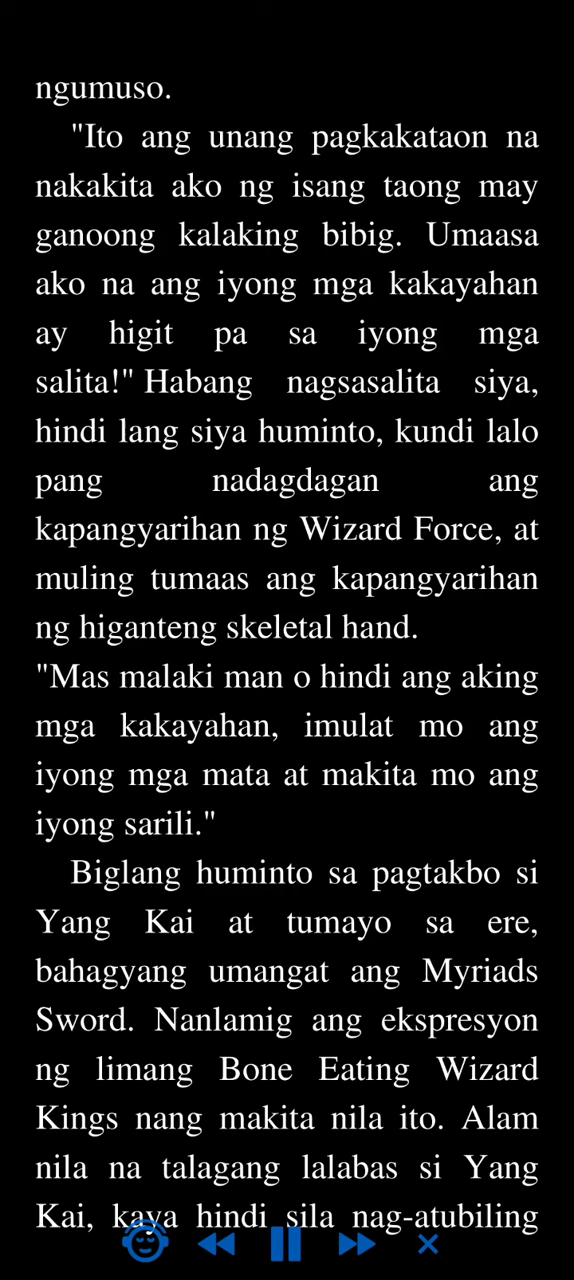 ngumuso.
"Ito ang unang pagkakataon na
nakakita ako ng isang taong may
ganoong kalaking bibig. Umaasa
ako na ang iyong mga kakayahan
ay higit pa sa iyong mga
salita!" Habang nagsasalita siya,
hindi lang siya huminto, kundi lalo
pang nadagdagan ang
kapangyarihan ng Wizard Force, at
muling tumaas ang kapangyarihan
ng higanteng skeletal hand.
"Mas malaki man o hindi ang aking
mga kakayahan, imulat mo ang
iyong mga mata at makita mo ang
iyong sarili."
Biglang huminto sa pagtakbo si
Yang Kai at tumayo sa ere,
bahagyang umangat ang Myriads
Sword. Nanlamig ang ekspresyon
ng limang Bone Eating Wizard
Kings nang makita nila ito. Alam
nila na talagang lalabas si Yang
Kai, kaya hindi sila nag-atubiling